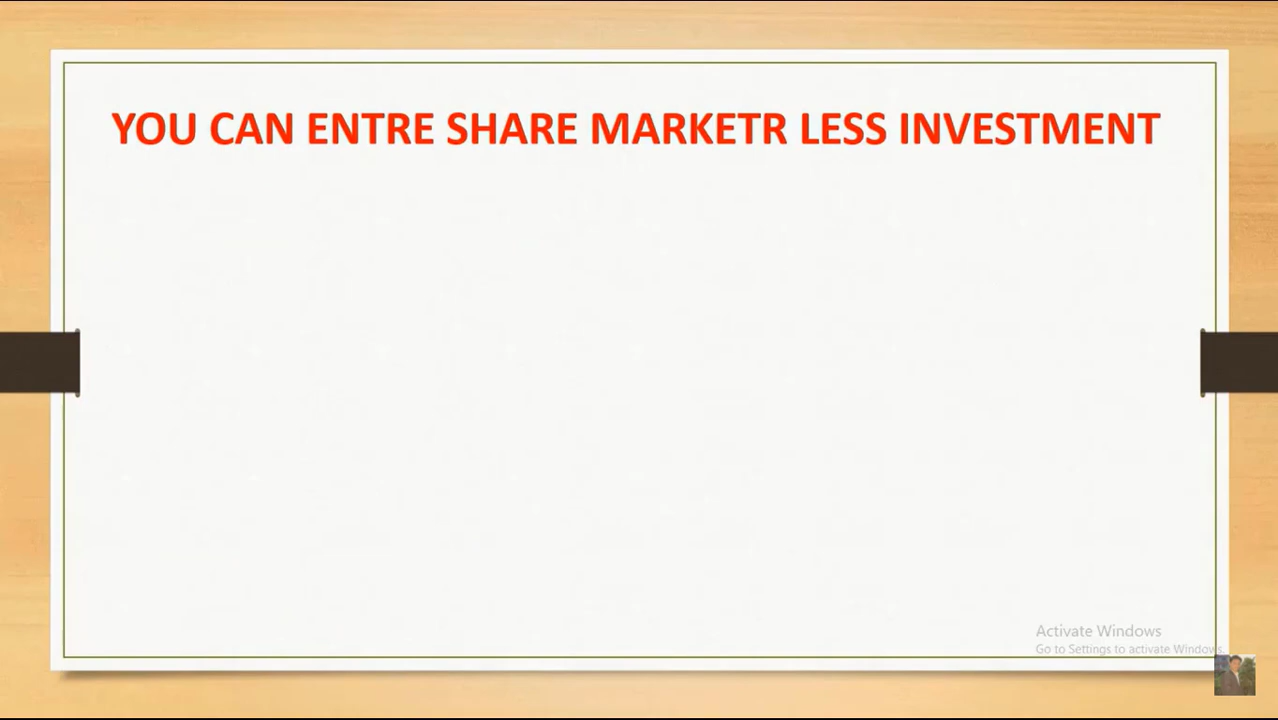 YOU CAN ENTRE SHARE MARKETR LESS INVESTMENT
Activate Windows
Go to Settings to activate Windows.